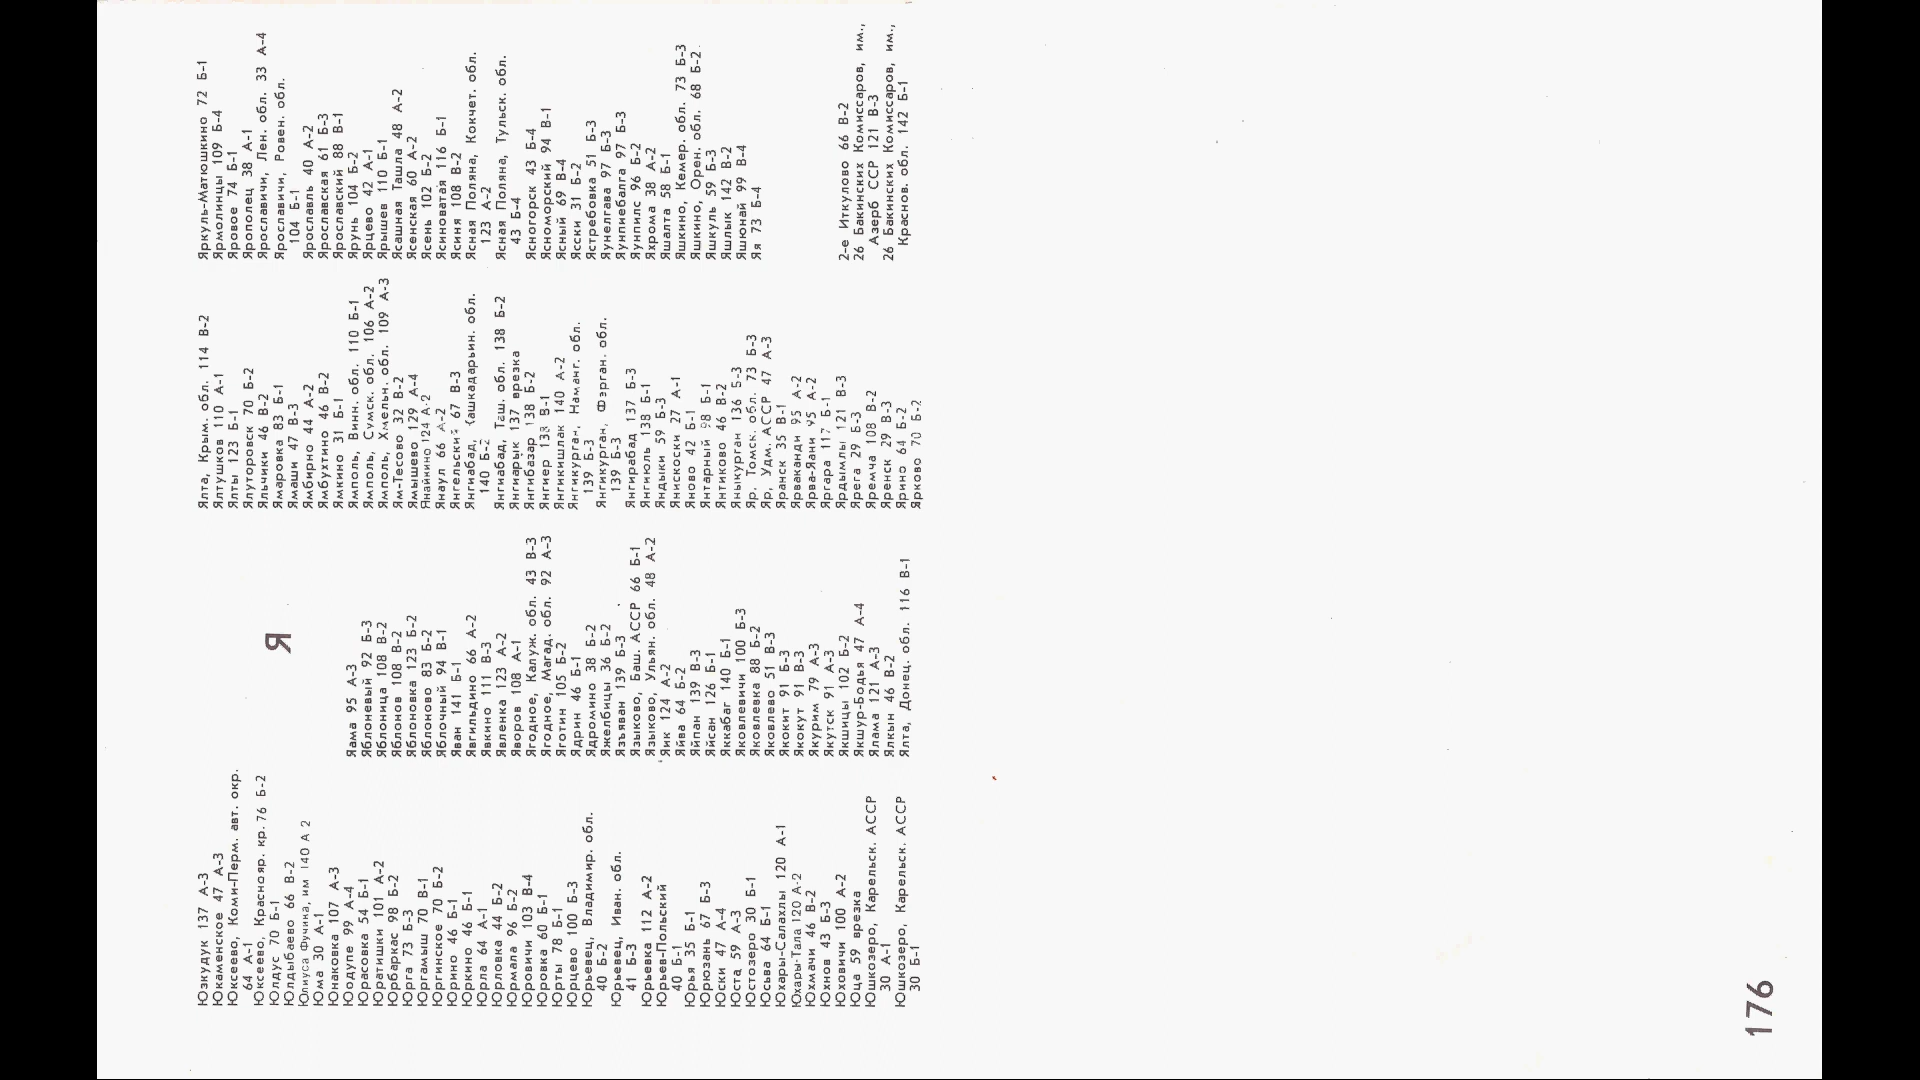 Юзкудук 137 А-3
Юкаменское 47 А-3
Юксеево, Коми-Перм. авт. окр.
64 А-1
Юксеево, Краснояр. кр. 76 Б-2
Юлдус 70 Б-1
Юлдыбаево 66 В-2
Юлиуса Фучика, им 140 А 2
Юма 30 А-1
Юнаковка 107 А-3
Юодупе 99 А-4
Юрасовка 54 Б-1
Юратишки 101 А-2
Юрбаркас 98 Б-2
Юрга 73 Б-3
Юргамыш 70 В-1
Юргинское 70 Б-2
Юрино 46 Б-1
Юркино 46 Б-1
Юрла 64 А-1
Юрловка 44 Б-2
Юрмала 96 Б-2
Юровичи 103 В-4
Юровка 60 Б-1
Юрты 78 Б-1
Юрцево 100 Б-3
Юрьевец, Владимир. обл.
40 Б-2
Юрьевец, Иван. обл.
41 Б-3
Юрьевка 112 А-2
Юрьев-Польский
40 Б-1
Юрья 35 Б-1
Юрюзань 67 Б-3
Юски 47 А-4
Юста 59 А-3
Юстозеро 30 Б-1
Юсьва 64 Б-1
Юхары-Салахлы 120 А-1
Юхары-Тала 120 А-2
Юхмачи 46 В-2
Юхнов 43 Б-3
Юховичи 100 А-2
Юца 59 врезка
Юшкозеро, Карельск. АССР
30 А-1
Юшкозеро, Карельск. АССР
30 Б-1
Я
Яама 95 А-3
Яблоневый 92 Б-3
Яблоница 108 В-2
Яблонов 108 В-2
Яблоновка 123 Б-2
Яблоново 83 Б-2
Яблочный 94 В-1
Яван 141 Б-1
Явгильдино 66 А-2
Явкино 111 В-3
Явленка 123 А-2
Яворов 108 А-1
Ягодное, Калуж. обл. 43 В-3
Ягодное, Магад. обл. 92 А-3
Яготин 105 Б-2
Ядрин 46 Б-1
Ядромино 38 Б-2
Яжелбицы 36 Б-2
Язъяван 139 Б-3
Языково, Баш. АССР 66 Б-1
Языково, Ульян. обл. 48 А-2
Яик 124 А-2
Яйва 64 Б-2
Яйпан 139 В-3
Яйсан 126 Б-1
Яккабаг 140 Б-1
Яковлевичи 100 Б-3
Яковлевка 88 Б-2
Яковлево 51 В-3
Якокит 91 Б-3
Якокут 91 В-3
Якурим 79 А-3
Якутск 91 А-3
Якшицы 102 Б-2
Якшур-Бодья 47 А-4
Ялама 121 А-3
Ялкын 46 В-2
Ялта, Донец. обл. 116 В-1
Ялта, Крым. обл. 114 В-2
Ялтушков 110 А-1
Ялты 123 Б-1
Ялуторовск 70 Б-2
Яльчики 46 В-2
Ямаровка 83 Б-1
Ямаши 47 В-3
Ямбирно 44 А-2
Ямбухтино 46 В-2
Ямкино 31 Б-1
Ямполь, Винн. обл. 110 Б-1
Ямполь, Сумск. обл. 106 А-2
Ямполь, Хмельн. обл. 109 А-3
Ям-Тесово 32 В-2
Ямышево 129 А-4
Янайкино 124 А-2
Янаул 66 А-2
Янгельский 67 В-3
Янгиабад, Кашкадарьин. обл.
140 Б-2
Янгиабад, Таш. обл. 138 Б-2
Янгиарык 137 врезка
Янгибазар 138 Б-2
Янгиер 138 В-1
Янгикишлак 140 А-2
Янгикурган, Наманг. обл.
139 Б-3
Янгикурган, Ферган. обл.
139 Б-3
Янгирабад 137 Б-3
Янгиюль 138 Б-1
Яндыки 59 Б-3
Янискоски 27 А-1
Яново 42 Б-1
Янтарный 98 Б-1
Янтиково 46 В-2
Яныкурган 136 Б-3
Яр, Томск. обл. 73 Б-3
Яр, Удм. АССР 47 А-3
Яранск 35 В-1
Ярваканди 95 А-2
Ярва-Яани 95 А-2
Яргара 117 Б-1
Ярдымлы 121 В-3
Ярега 29 Б-3
Яремча 108 В-2
Яренск 29 В-3
Ярино 64 Б-2
Ярково 70 Б-2
Яркуль-Матюшкино 72 Б-1
Ярмолинцы 109 Б-4
Яровое 74 Б-1
Ярополец 38 А-1
Ярославичи, Лен. обл. 33 А-4
Ярославичи, Ровен. обл.
104 Б-1
Ярославль 40 А-2
Ярославская 61 Б-3
Ярославский 88 В-1
Ярунь 104 Б-2
Ярцево 42 А-1
Ярышев 110 Б-1
Ясашная Ташла 48 А-2
Ясенская 60 А-2
Ясень 102 Б-2
Ясиноватая 116 Б-1
Ясиня 108 В-2
Ясная Поляна, Кокчет. обл.
123 А-2
Ясная Поляна, Тульск. обл.
43 Б-4
Ясногорск 43 Б-4
Ясноморский 94 В-1
Ясный 69 В-4
Ясски 31 Б-2
Ястребовка 51 Б-3
Яунелгава 97 Б-3
Яунпиебалга 97 Б-3
Яунпилс 96 Б-2
Яхрома 38 А-2
Яшалта 58 Б-1
Яшкино, Кемер. обл. 73 Б-3
Яшкино, Орен. обл. 68 Б-2
Яшкуль 59 Б-3
Яшлык 142 В-2
Яшюнай 99 В-4
Яя 73 Б-4
2-е Иткулово 66 В-2
26 Бакинских Комиссаров, им.,
Азерб ССР 121 В-3
26 Бакинских Комиссаров, им.,
Краснов. обл. 142 Б-1
176